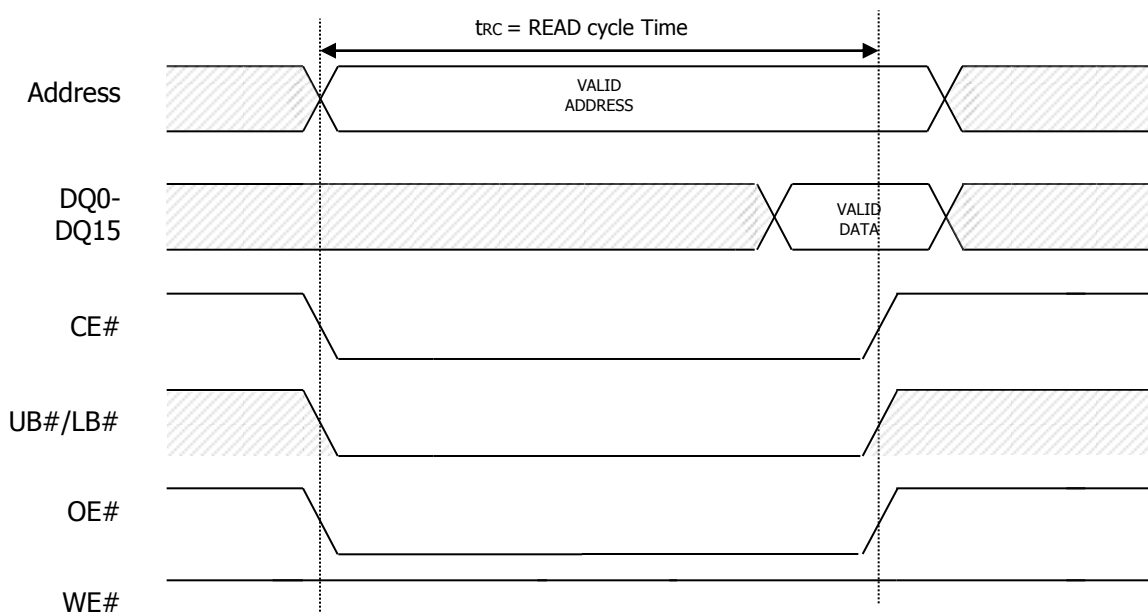 tRC = READ cycle Time
Address
VALID
ADDRESS
DQ0-
DQ15
VALID
DATA
CE#
UB#/LB#
OE#
WE#